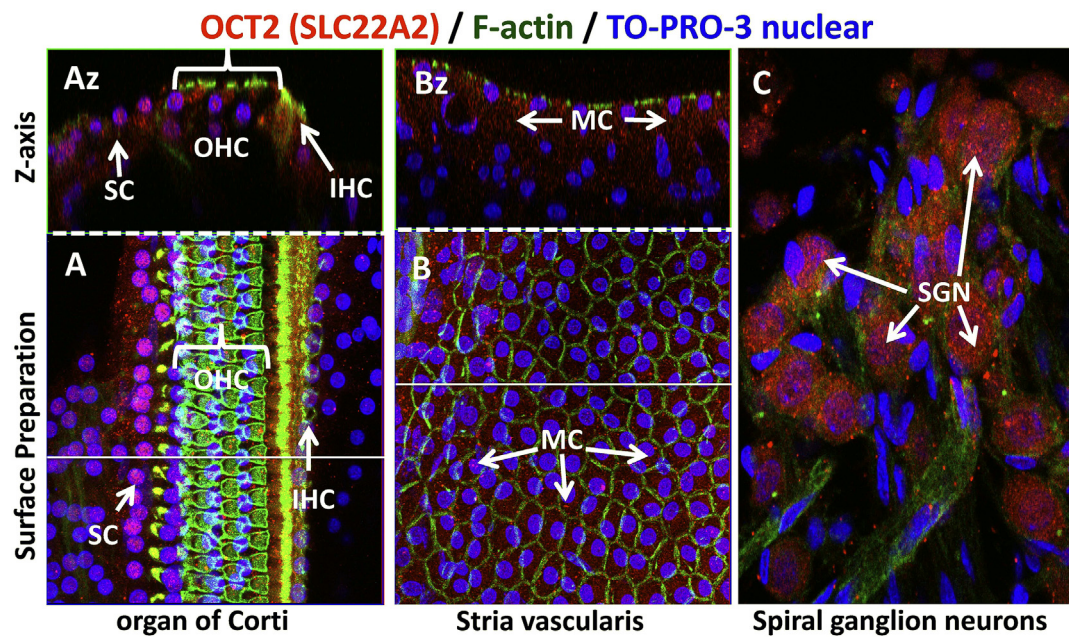 OCT2 (SLC22A2) / F-actin / TO-PRO-3 nuclear
Z-axis
Az
OHC
SC
IHC
Bz
MC
C
SGN
Surface Preparation
A
OHC
SC
IHC
B
MC
organ of Corti
Stria vascularis
Spiral ganglion neurons